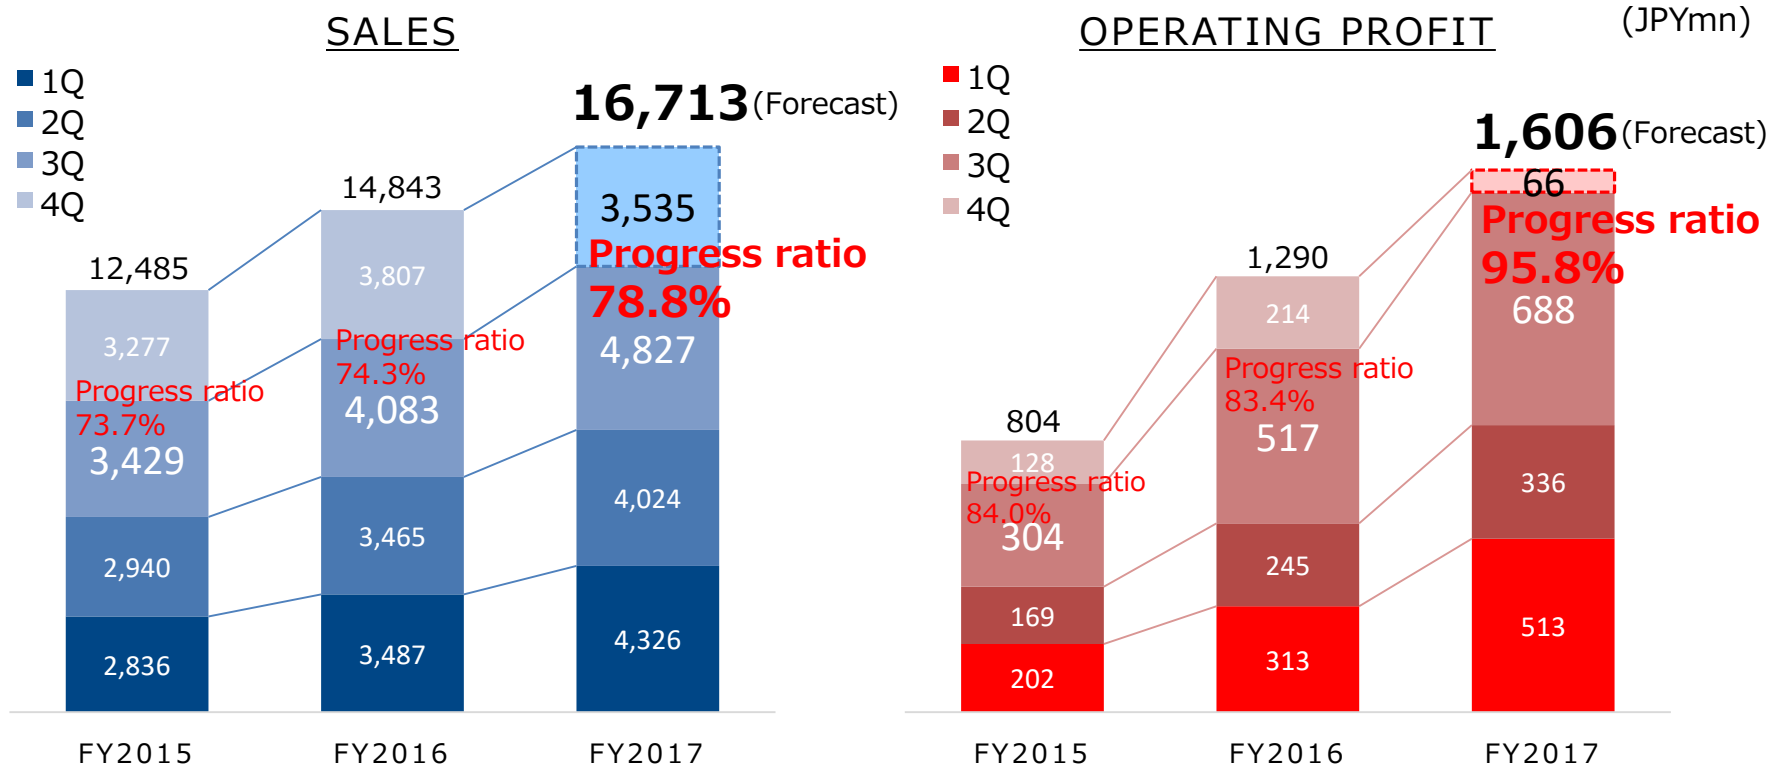 SALES
1Q
2Q
3Q
4Q
16,713 (Forecast)
14,843
12,485
3,535
Progress ratio
78.8%
3,807
Progress ratio
74.3%
3,277
Progress ratio
73.7%
4,827
4,083
3,429
4,024
3,465
2,940
4,326
3,487
2,836
FY2015
FY2016
FY2017
OPERATING PROFIT
(JPYmn)
1Q
2Q
3Q
4Q
1,606 (Forecast)
66
Progress ratio
95.8%
1,290
214
688
Progress ratio
83.4%
804
128
Progress ratio
84.0%
517
304
336
245
169
513
313
202
FY2015
FY2016
FY2017